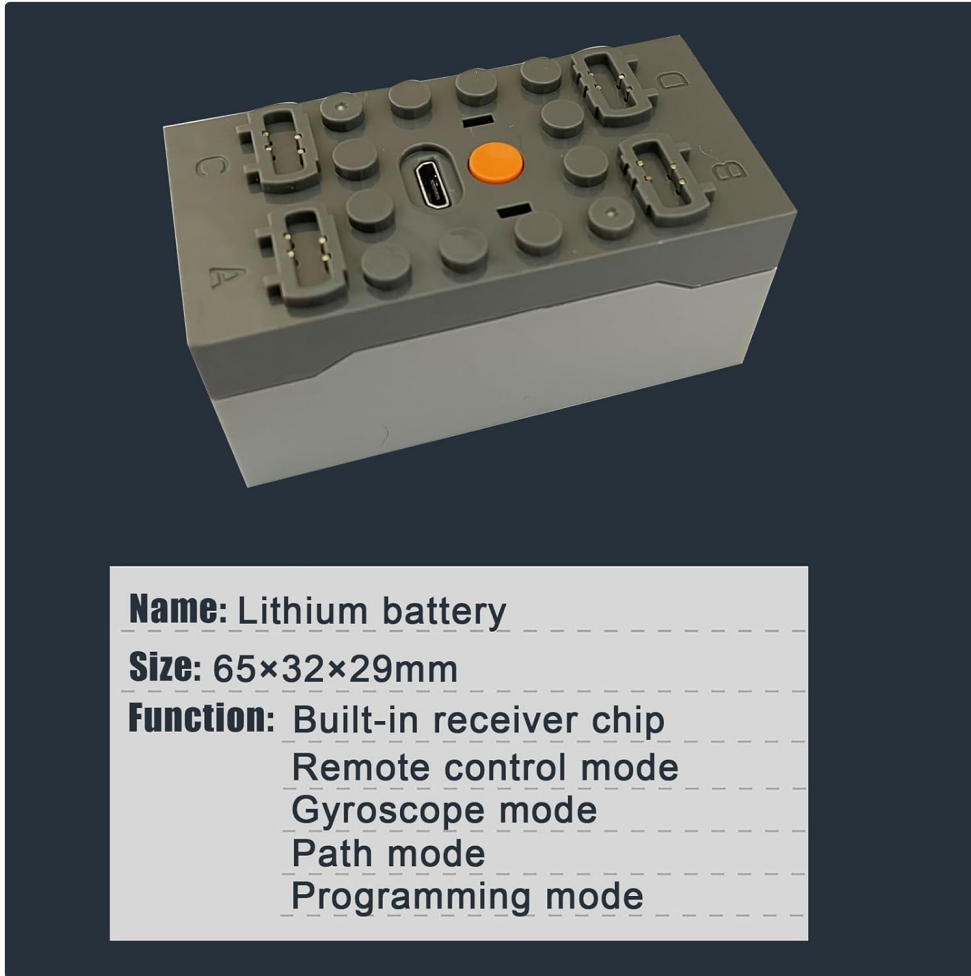 C
D
A
B
Name: Lithium battery
Size: 65×32×29mm
Function: Built-in receiver chip
Remote control mode
Gyroscope mode
Path mode
Programming mode